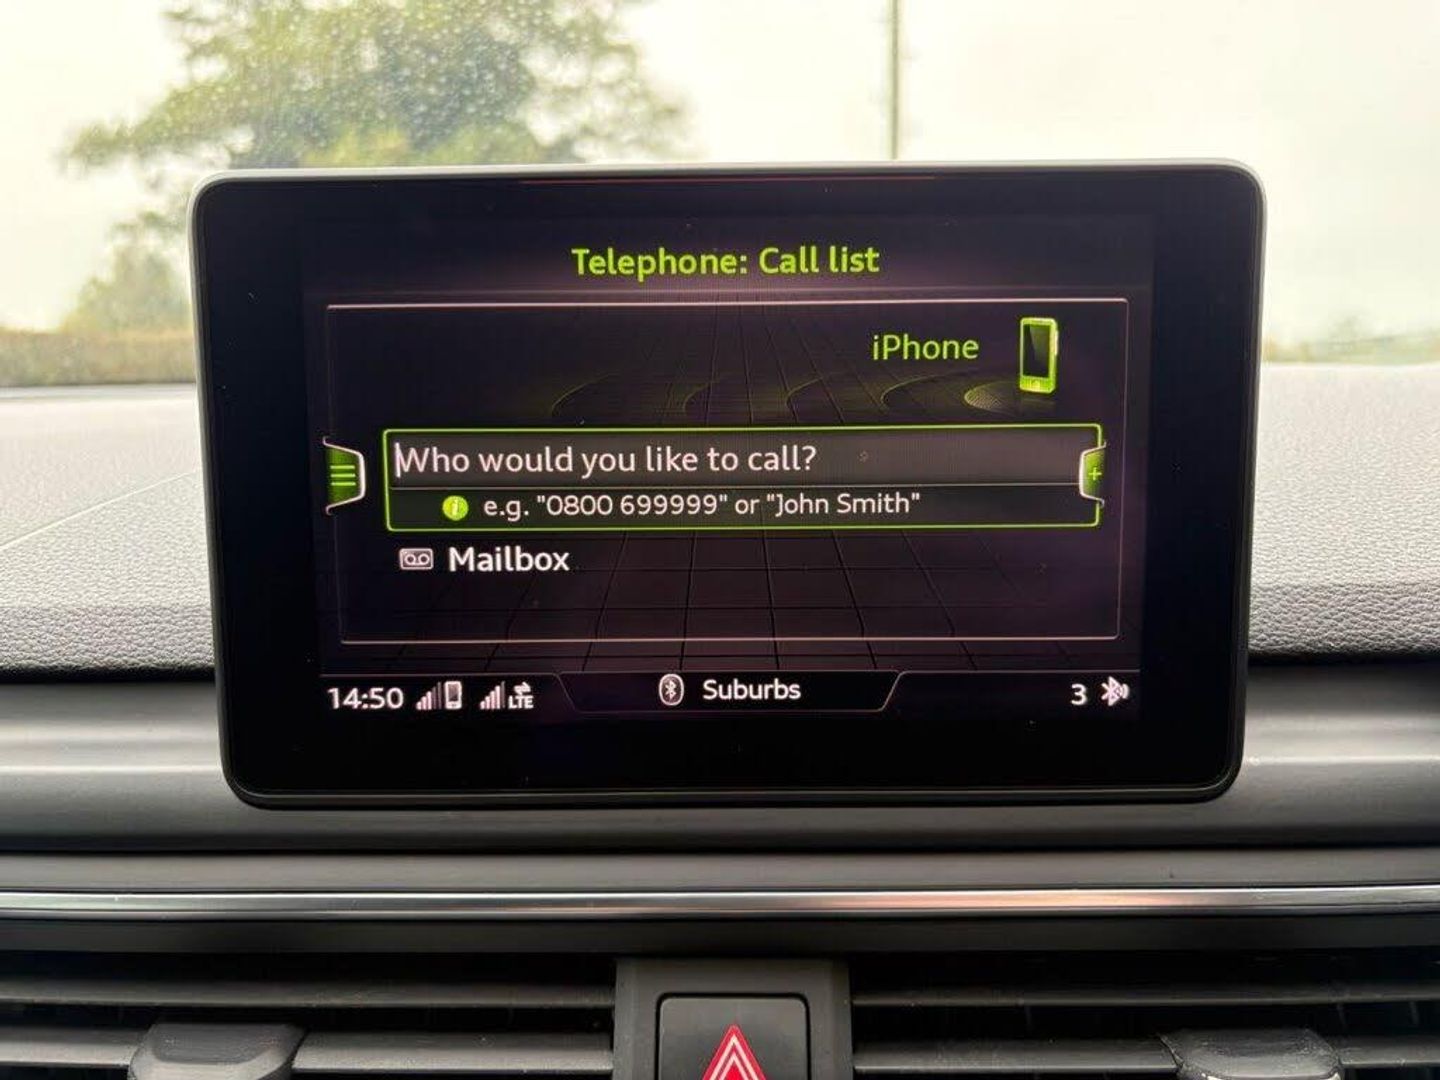 Telephone: Call list
iPhone
Who would you like to call?
e.g. "0800 699999" or "John Smith"
Mailbox
14:50 LTE Suburbs 3